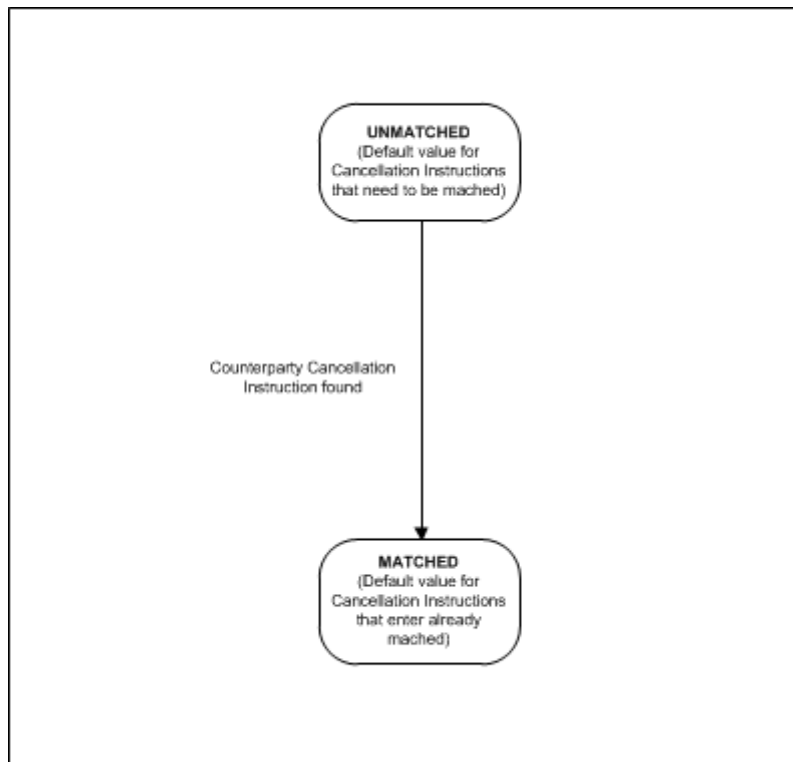 UNMATCHED
(Default value for
Cancellation Instructions
that need to be mached)
Counterparty Cancellation
Instruction found
MATCHED
(Default value for
Cancellation Instructions
that enter already
mached)